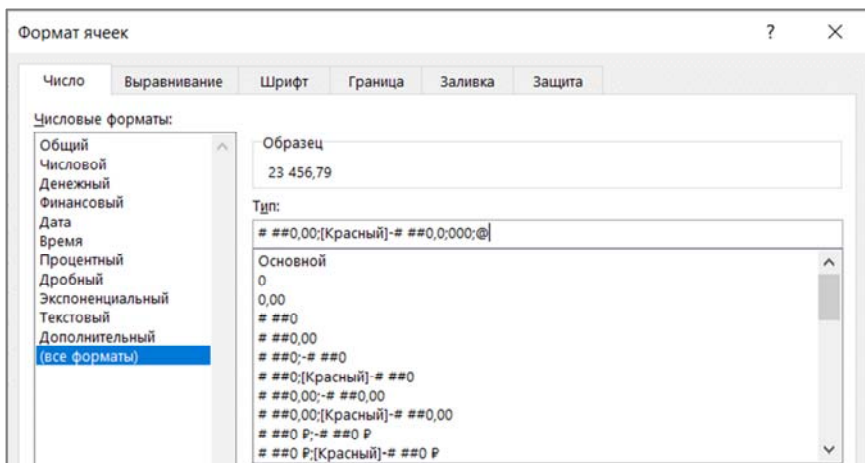 Формат ячеек ? ×
Число Выравнивание Шрифт Граница Заливка Защита
Числовые форматы:
Общий
Числовой
Денежный
Финансовый
Дата
Время
Процентный
Дробный
Экспоненциальный
Текстовый
Дополнительный
(все форматы)
Образец
23 456,79
Тип:
# ##0,00;[Красный]-# ##0,0;000;@
Основной
0
0,00
# ##0
# ##0,00
# ##0;-# ##0
# ##0;[Красный]-# ##0
# ##0,00;-# ##0,00
# ##0,00;[Красный]-# ##0,00
# ##0 ₽;-# ##0 ₽
# ##0 ₽;[Красный]-# ##0 ₽